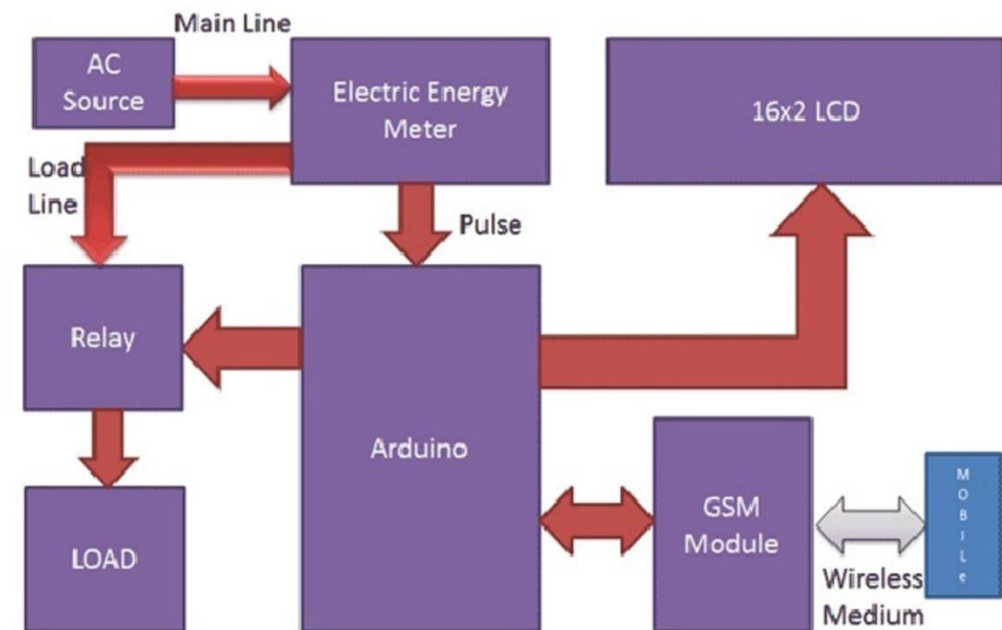 Main Line
AC
Source
Electric Energy
Meter
16x2 LCD
Load
Line
Pulse
Relay
Arduino
LOAD
GSM
Module
MOBILe
Wireless
Medium